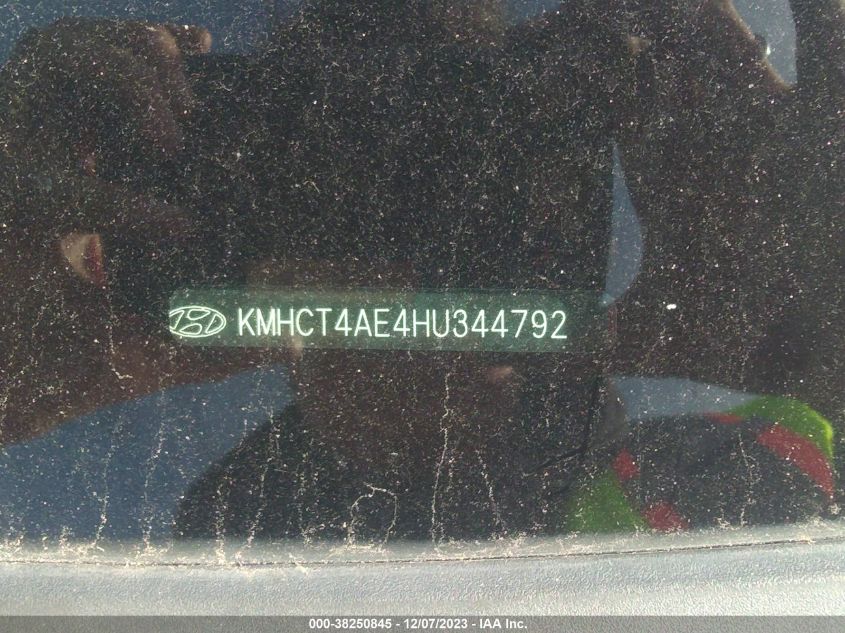 KMHCT4AE4HU344792
000-38250845 - 12/07/2023 - IAA Inc.